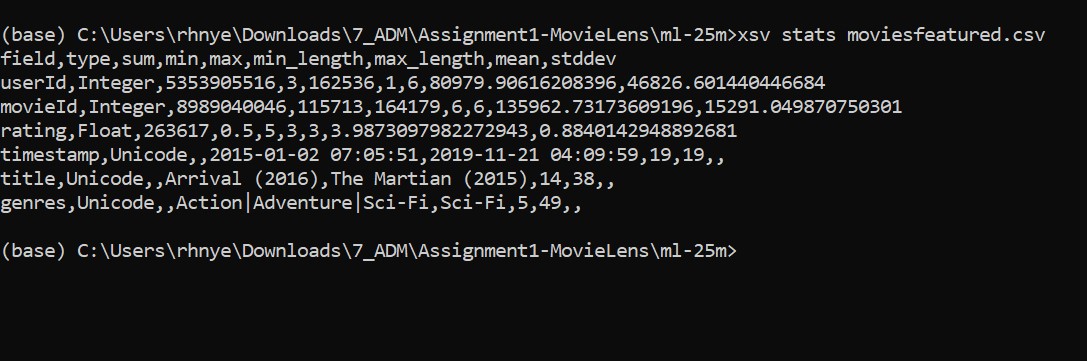 (base) C:\Users\rhnye\Downloads\7_ADM\Assignment1-MovieLens\ml-25m>xsv stats moviesfeatured.csv
field,type,sum,min,max,min_length,max_length,mean,stddev
userId,Integer,5353905516,3,162536,1,6,80979.90616208396,46826.601440446684
movieId,Integer,8989040046,115713,164179,6,6,135962.73173609196,15291.049870750301
rating,Float,263617,0.5,5,3,3,3.9873097982272943,0.8840142948892681
timestamp,Unicode,,2015-01-02 07:05:51,2019-11-21 04:09:59,19,19,,
title,Unicode,,Arrival (2016),The Martian (2015),14,38,,
genres,Unicode,,Action|Adventure|Sci-Fi,Sci-Fi,5,49,,
(base) C:\Users\rhnye\Downloads\7_ADM\Assignment1-MovieLens\ml-25m>